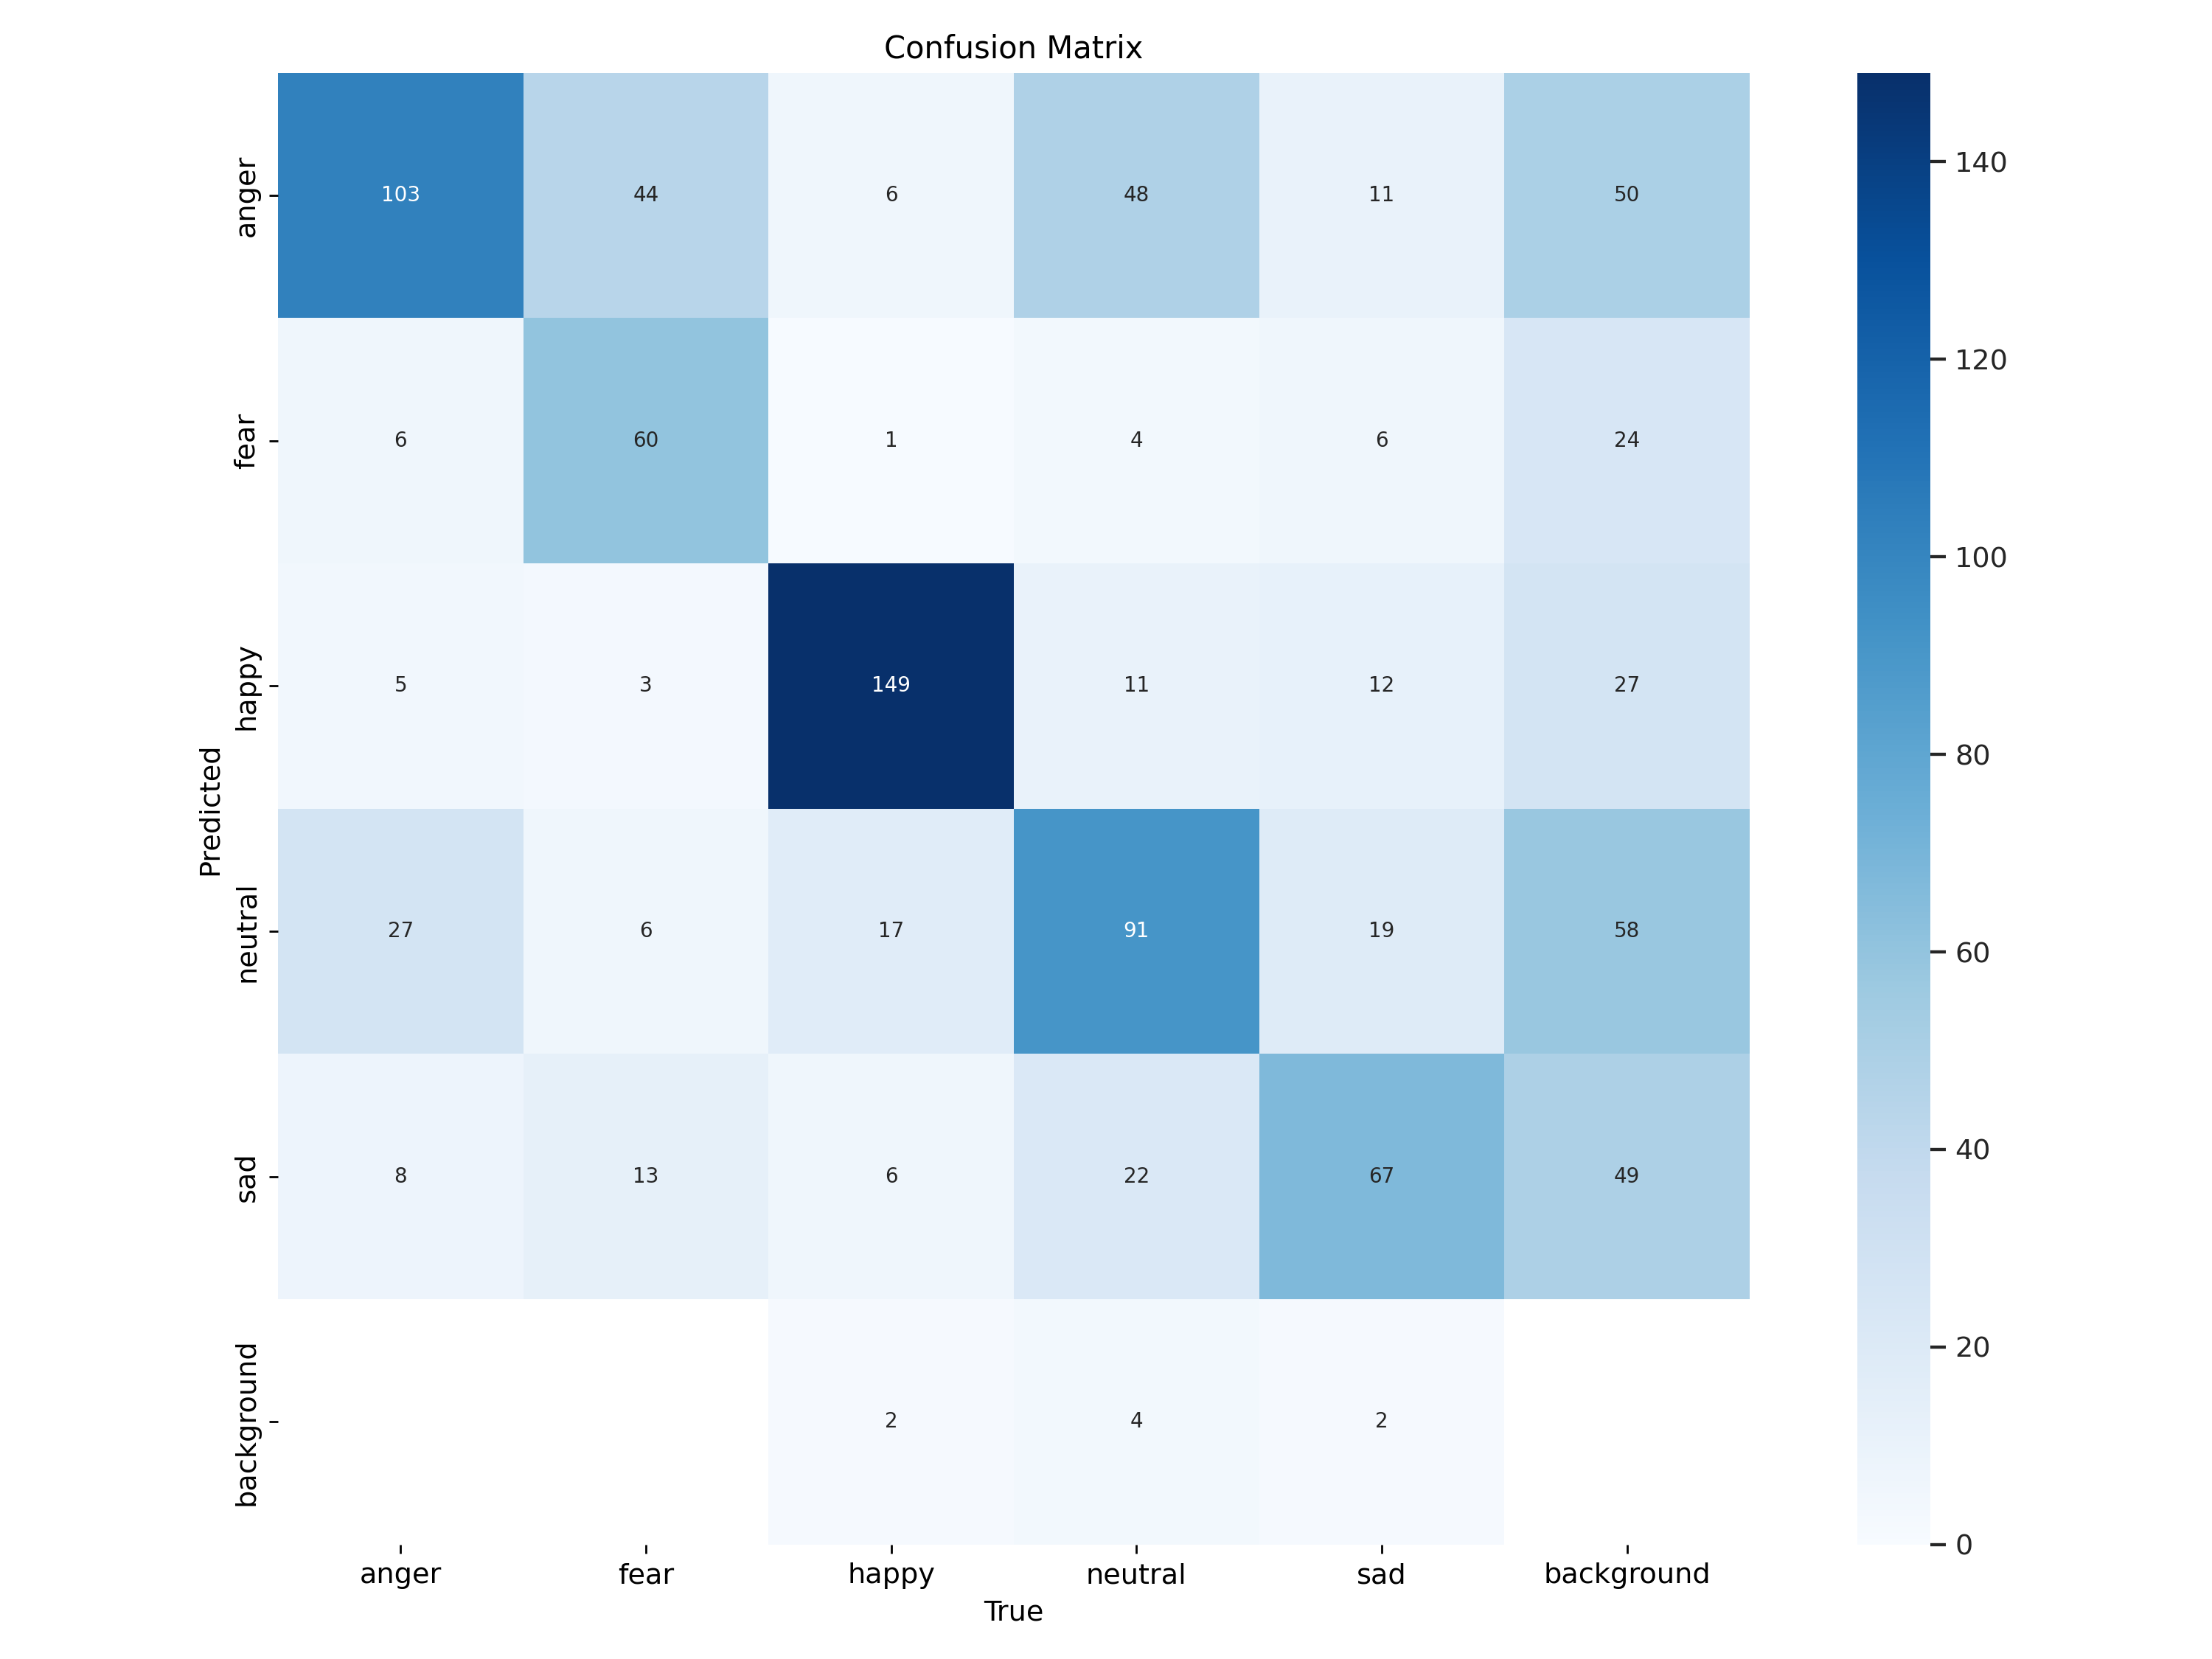 Confusion Matrix
anger 103 44 6 48 11 50
fear 6 60 1 4 6 24
happy 5 3 149 11 12 27
neutral 27 6 17 91 19 58
sad 8 13 6 22 67 49
background 2 4 2
Predicted
anger fear happy neutral sad background
True
140
120
100
80
60
40
20
0